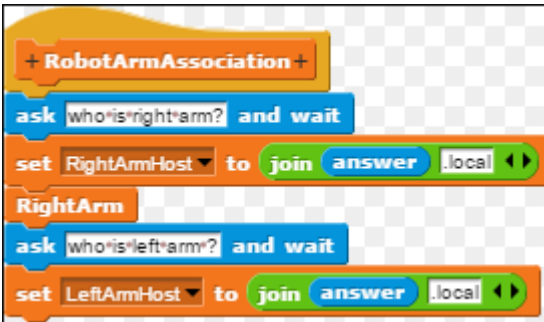 + RobotArmAssociation +
ask who is right arm? and wait
set RightArmHost to join answer .local
RightArm
ask who is left arm ? and wait
set LeftArmHost to join answer .local